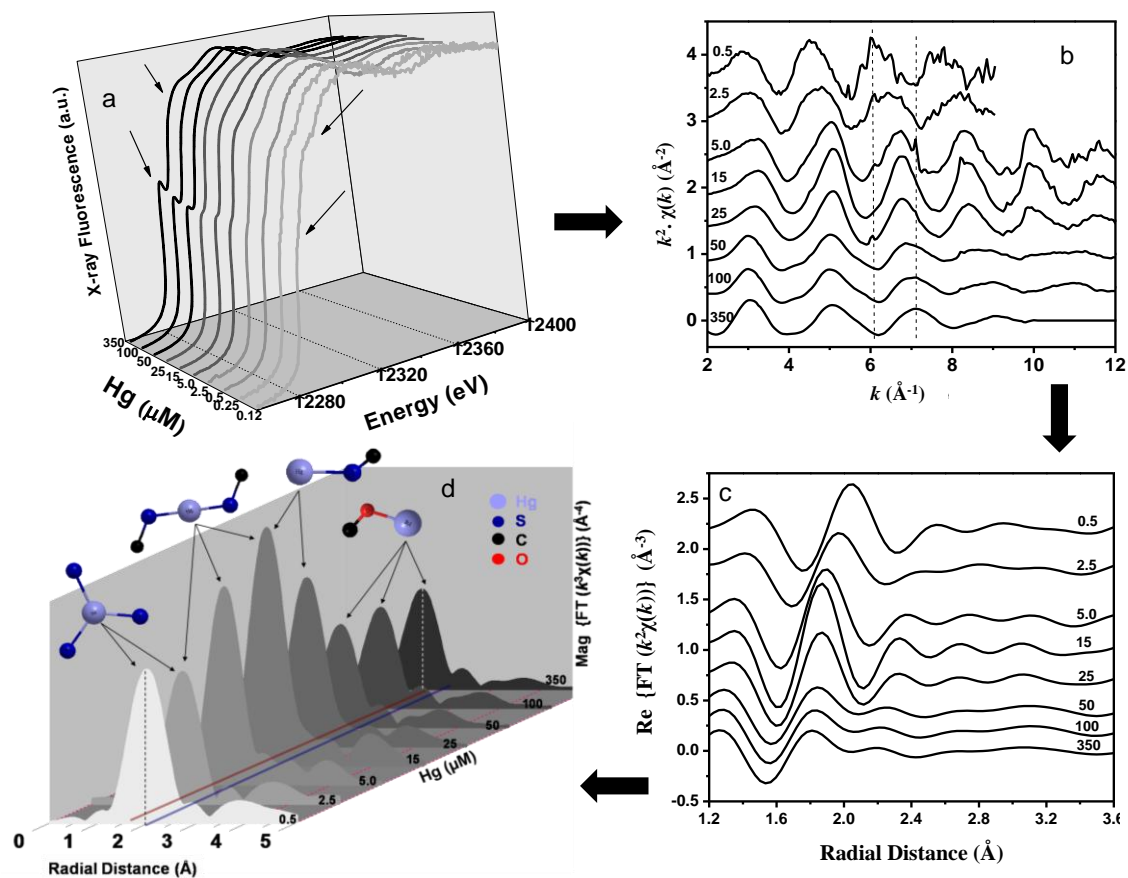 a
X-ray Fluorescence (a.u.)
350
100
50
25
15
5.0
2.5
0.5
0.25
0.12
Hg (µM)
12280
12320
12360
12400
Energy (eV)
b
k². χ(k) (Å⁻²)
4
3
2
1
0
0.5
2.5
5.0
15
25
50
100
350
2 4 6 8 10 12
k (Å⁻¹)
c
Re {FT (k²χ(k))} (Å⁻³)
2.5
2.0
1.5
1.0
0.5
0.0
-0.5
0.5
2.5
5.0
15
25
50
100
350
1.2 1.6 2.0 2.4 2.8 3.2 3.6
Radial Distance (Å)
d
Hg
S
C
O
Mag {FT (k³χ(k))} (Å⁻⁴)
350
100
50
25
15
5.0
2.5
0.5
Hg (µM)
0 1 2 3 4 5
Radial Distance (Å)